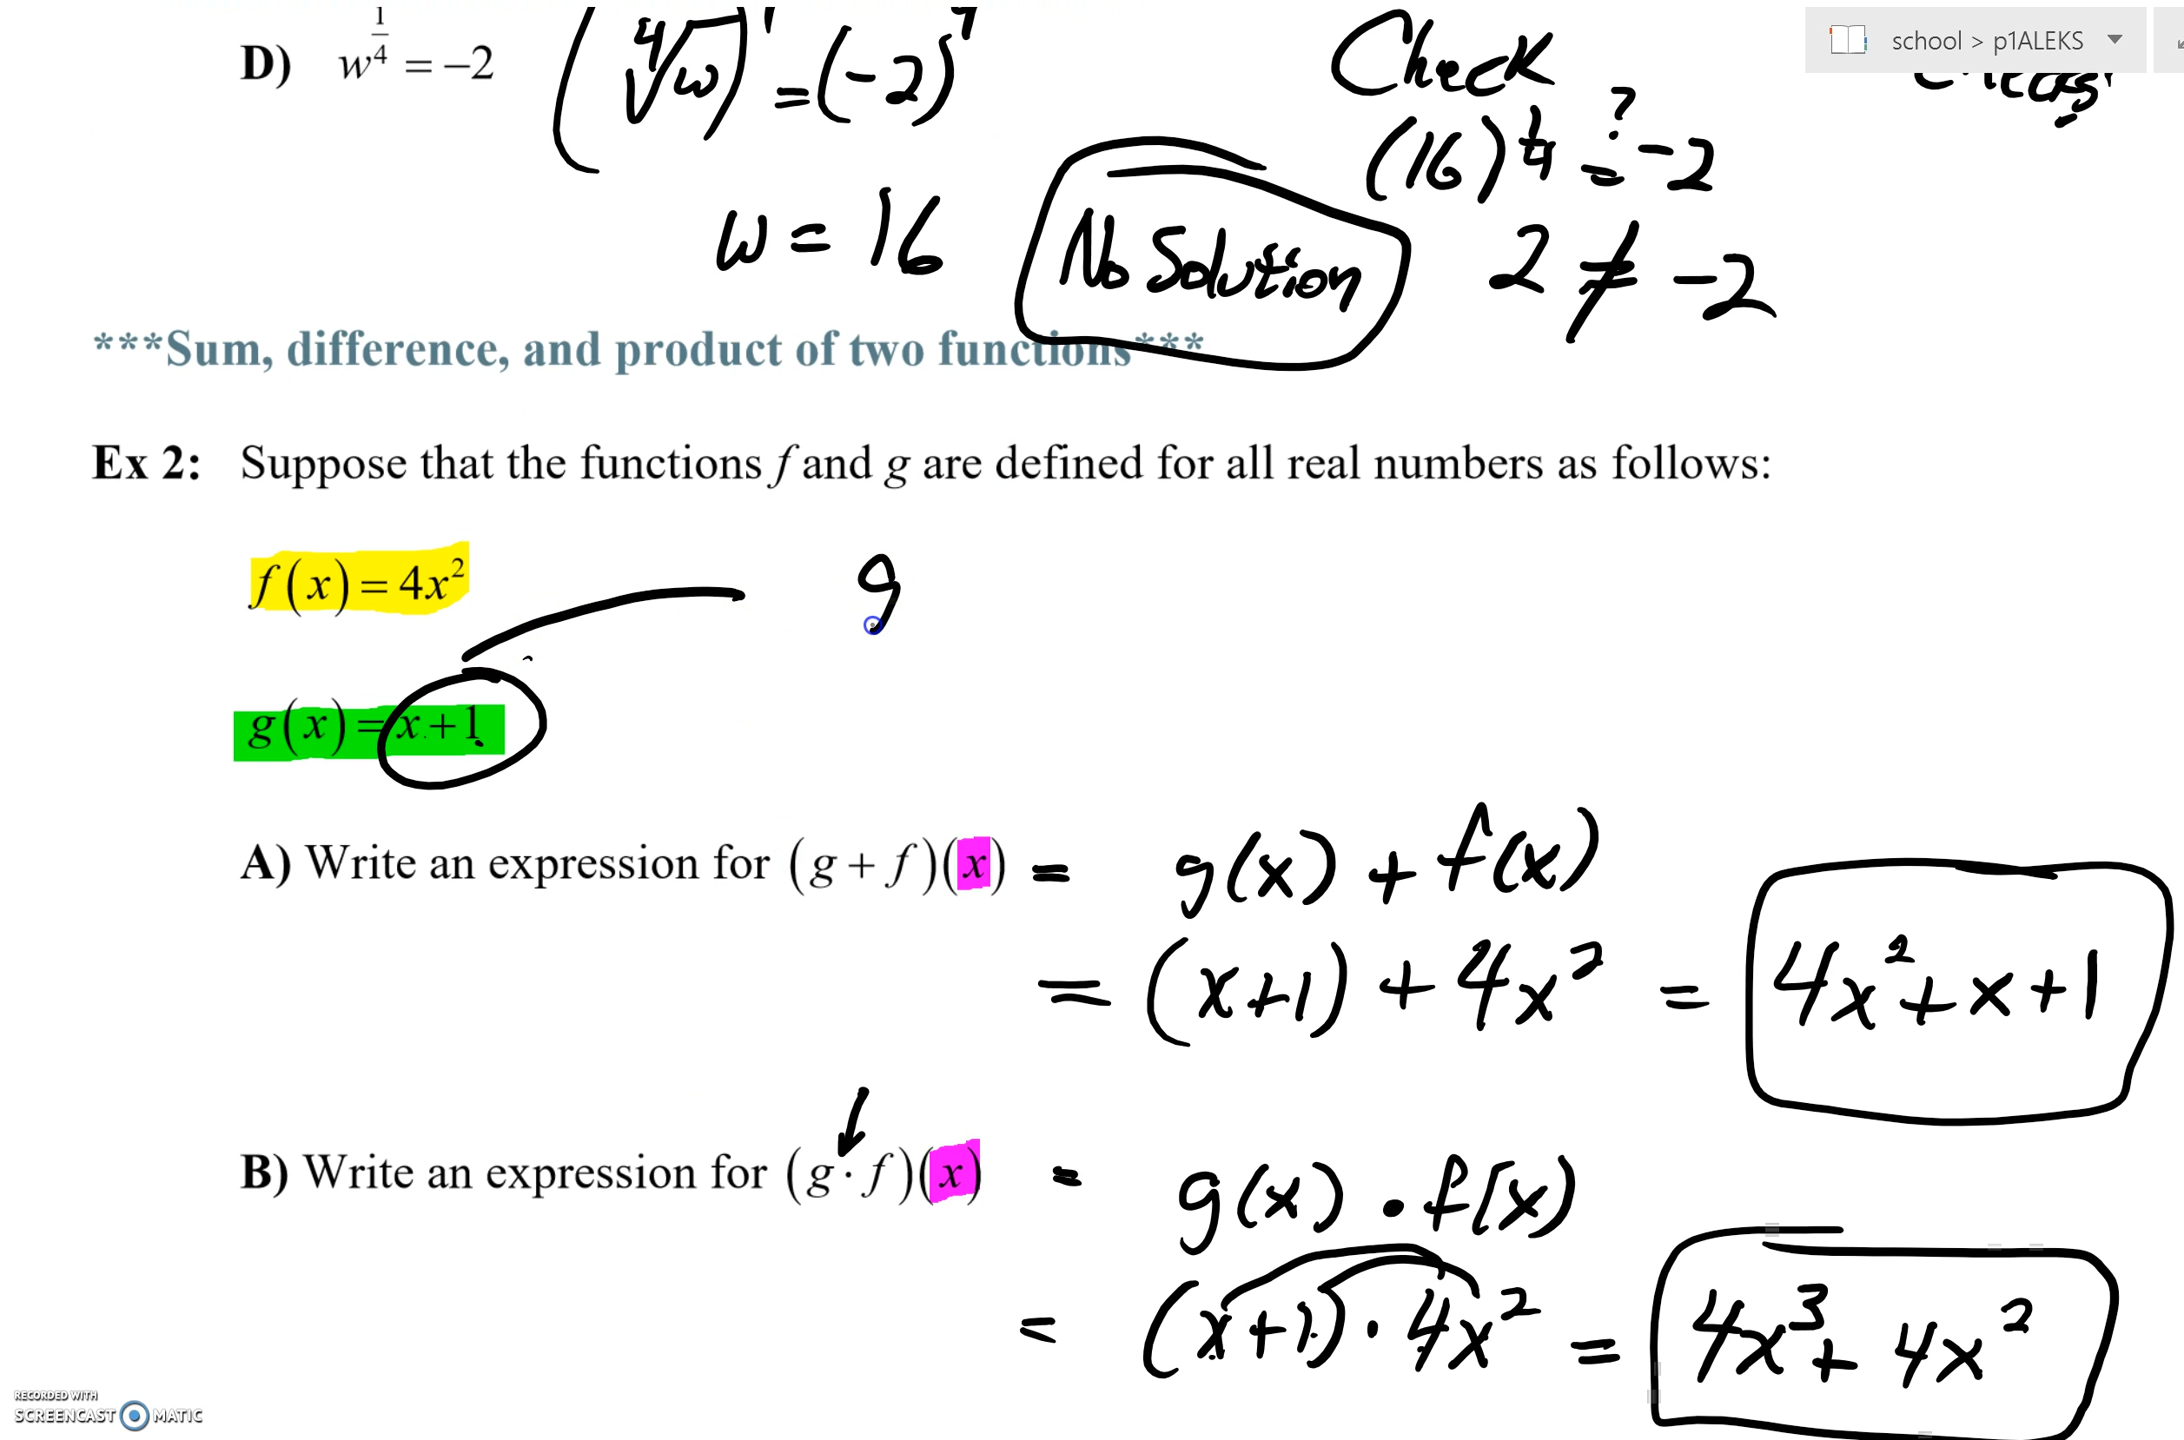 D) w^{\frac{1}{4}} = -2 (\sqrt[4]{w})^4 = (-2)^4 Check
school > p1ALEKS
(16)^{\frac{1}{4}} ?= -2
w = 16 No Solution 2 ≠ -2
***Sum, difference, and product of two functions***
Ex 2: Suppose that the functions f and g are defined for all real numbers as follows:
f(x) = 4x² g
g(x) = x+1
A) Write an expression for (g + f)(x) = g(x) + f(x)
= (x+1) + 4x² = 4x² + x + 1
B) Write an expression for (g · f)(x) = g(x) · f(x)
= (x+1) · 4x² = 4x³ + 4x²
RECORDED WITH
SCREENCAST MATIC